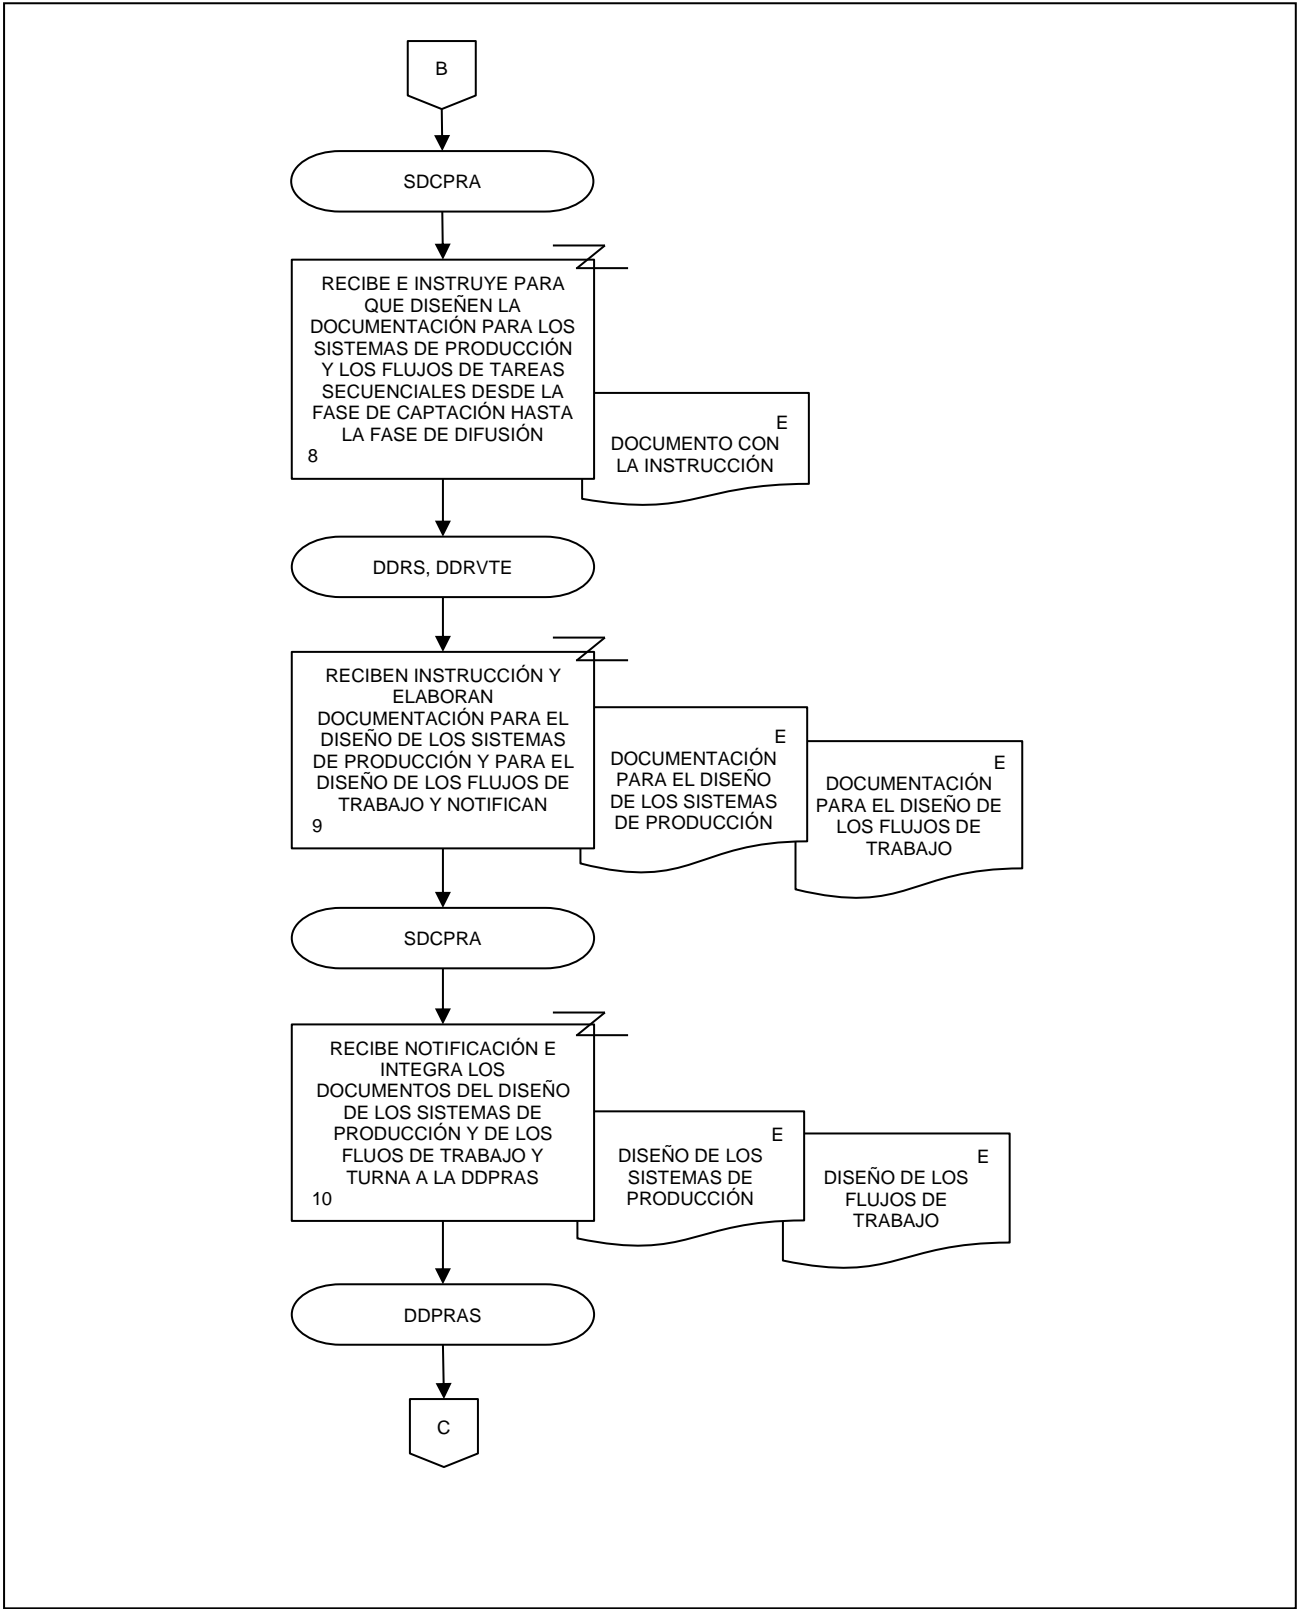 B
SDCPRA
RECIBE E INSTRUYE PARA
QUE DISEÑEN LA
DOCUMENTACIÓN PARA LOS
SISTEMAS DE PRODUCCIÓN
Y LOS FLUJOS DE TAREAS
SECUENCIALES DESDE LA
FASE DE CAPTACIÓN HASTA
LA FASE DE DIFUSIÓN
8
E
DOCUMENTO CON
LA INSTRUCCIÓN
DDRS, DDRVTE
RECIBEN INSTRUCCIÓN Y
ELABORAN
DOCUMENTACIÓN PARA EL
DISEÑO DE LOS SISTEMAS
DE PRODUCCIÓN Y PARA EL
DISEÑO DE LOS FLUJOS DE
TRABAJO Y NOTIFICAN
9
E
DOCUMENTACIÓN
PARA EL DISEÑO
DE LOS SISTEMAS
DE PRODUCCIÓN
E
DOCUMENTACIÓN
PARA EL DISEÑO DE
LOS FLUJOS DE
TRABAJO
SDCPRA
RECIBE NOTIFICACIÓN E
INTEGRA LOS
DOCUMENTOS DEL DISEÑO
DE LOS SISTEMAS DE
PRODUCCIÓN Y DE LOS
FLUOS DE TRABAJO Y
TURNA A LA DDPRAS
10
E
DISEÑO DE LOS
SISTEMAS DE
PRODUCCIÓN
E
DISEÑO DE LOS
FLUJOS DE
TRABAJO
DDPRAS
C